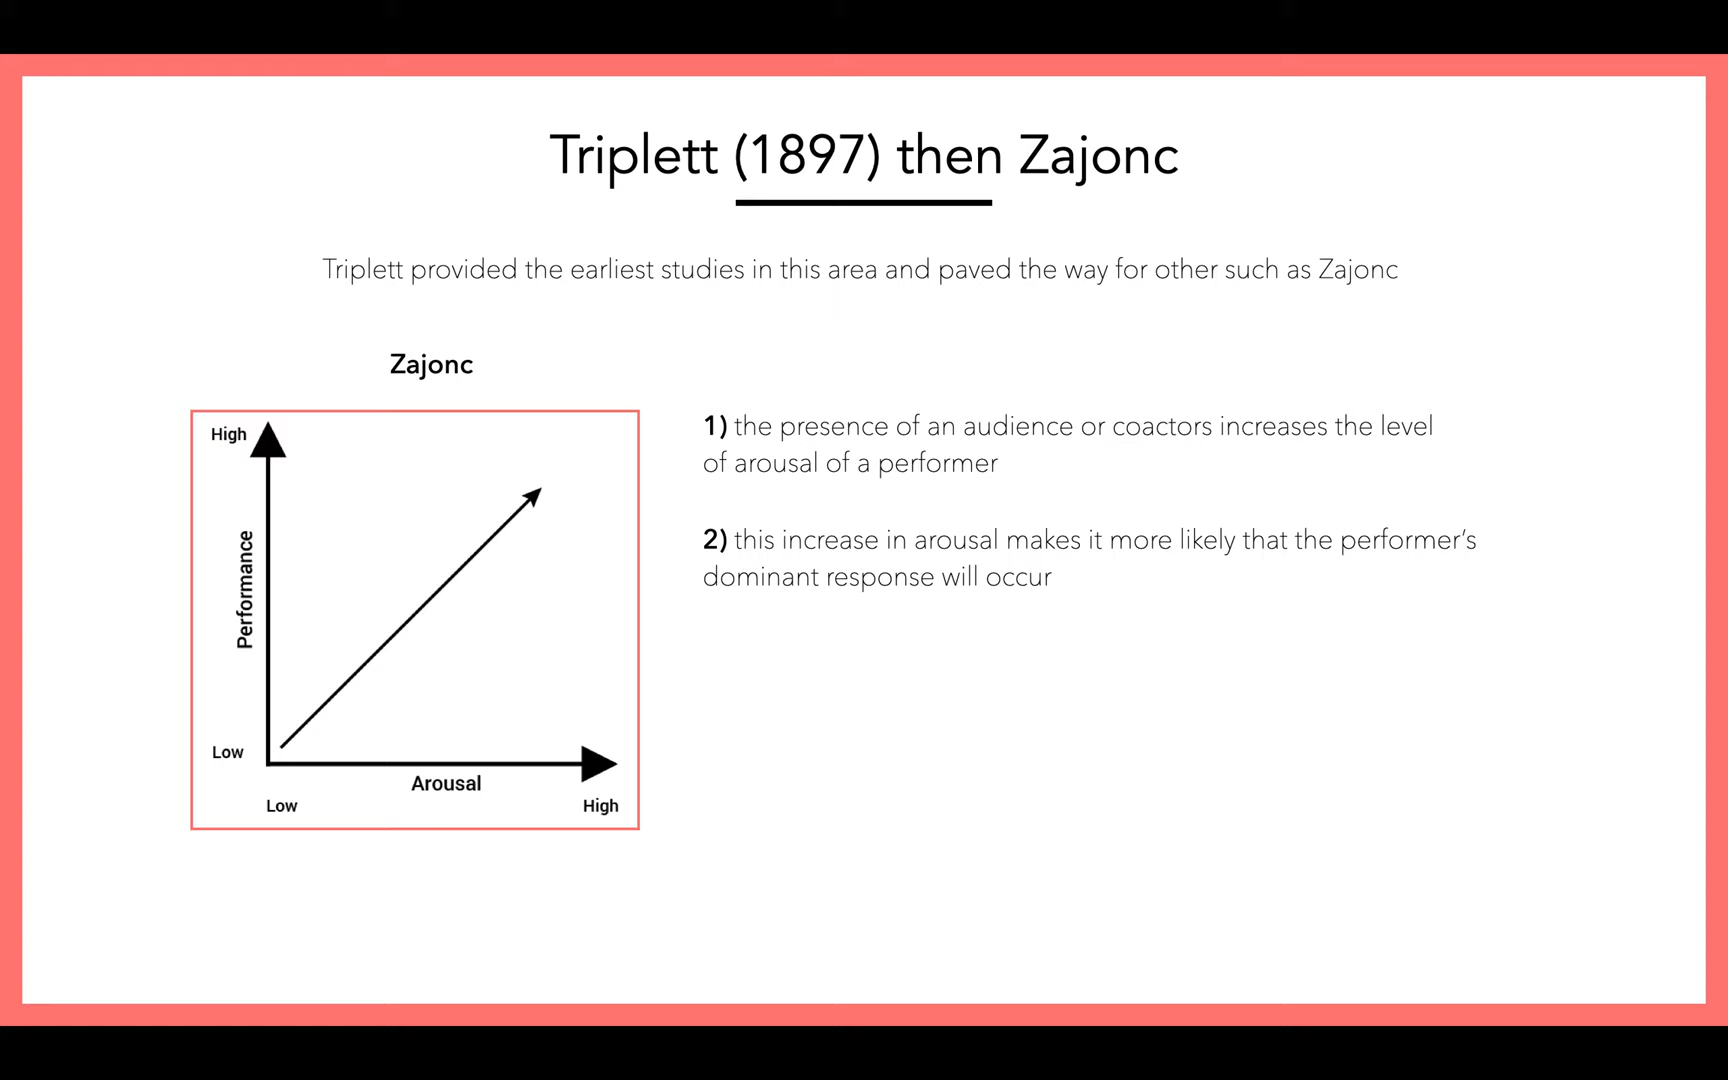 Triplett (1897) then Zajonc
Triplett provided the earliest studies in this area and paved the way for other such as Zajonc
Zajonc
High
Performance
Low
Arousal
Low
High
1) the presence of an audience or coactors increases the level
of arousal of a performer
2) this increase in arousal makes it more likely that the performer’s
dominant response will occur